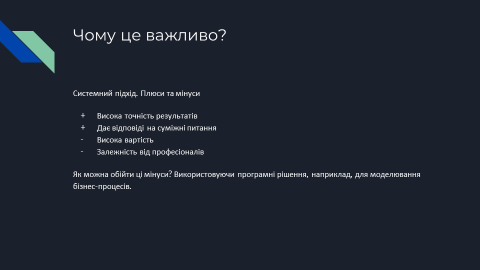 Чому це важливо?
Системний підхід. Плюси та мінуси
+ Висока точність результатів
+ Дає відповіді на суміжні питання
- Висока вартість
- Залежність від професіоналів
Як можна обійти ці мінуси? Використовуючи програмні рішення, наприклад, для моделювання
бізнес-процесів.